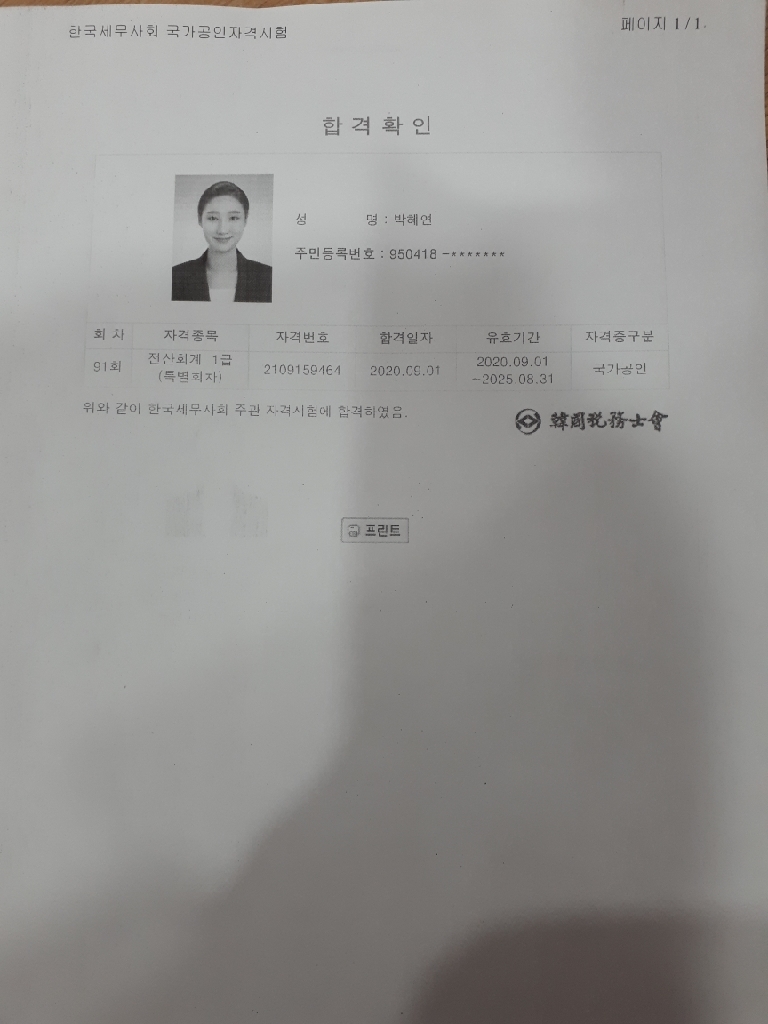 한국세무사회 국가공인자격시험
페이지 1 / 1
합 격 확 인
성 명 : 박혜연
주민등록번호 : 950418 -*******
회 차 자격종목 자격번호 합격일자 유효기간 자격증구분
91회 전산회계 1급 (특별회차) 2109159464 2020.09.01 2020.09.01 ~2025.08.31 국가공인
위와 같이 한국세무사회 주관 자격시험에 합격하였음.
韓國稅務士會
프린트